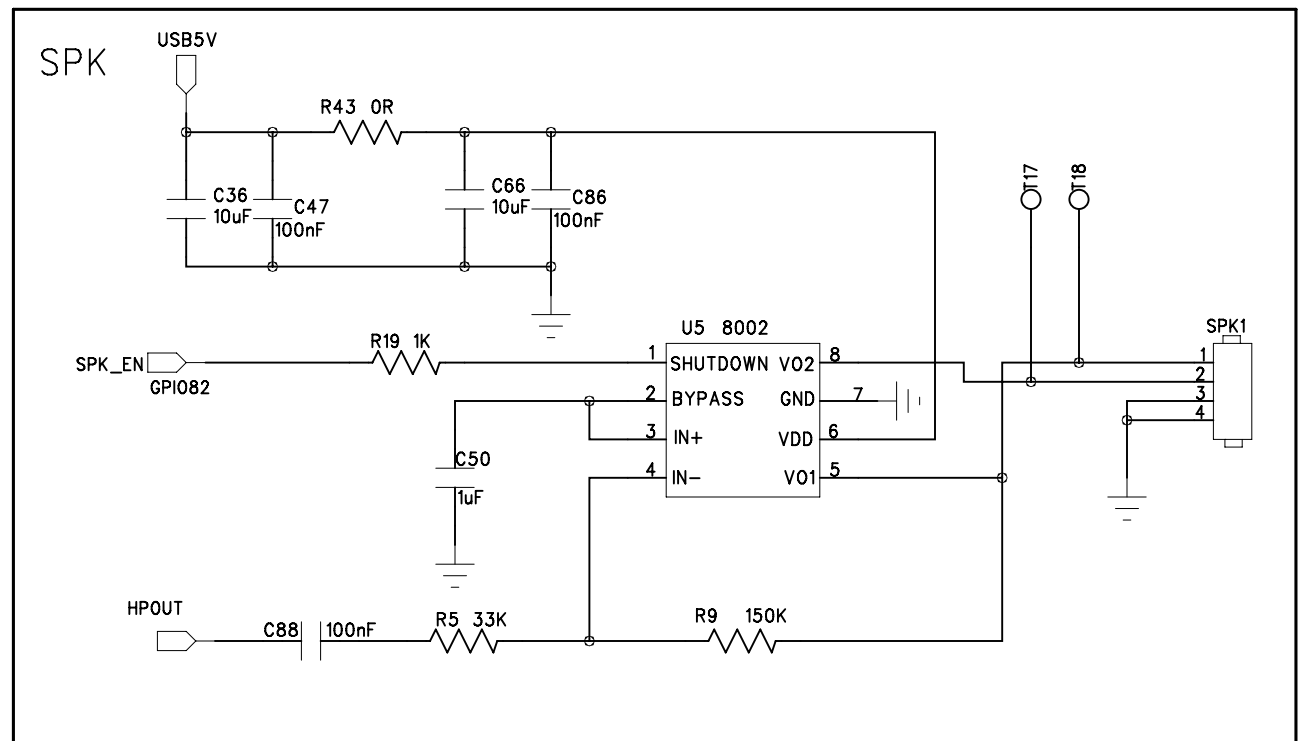 SPK
USB5V
R43 0R
C36
10uF
C47
100nF
C66
10uF
C86
100nF
T17
T18
U5 8002
SPK1
SPK_EN
GPIO82
R19 1K
1 SHUTDOWN VO2 8
2 BYPASS GND 7
3 IN+ VDD 6
4 IN- VO1 5
1
2
3
4
C50
1uF
HPOUT
C88 100nF
R5 33K
R9 150K